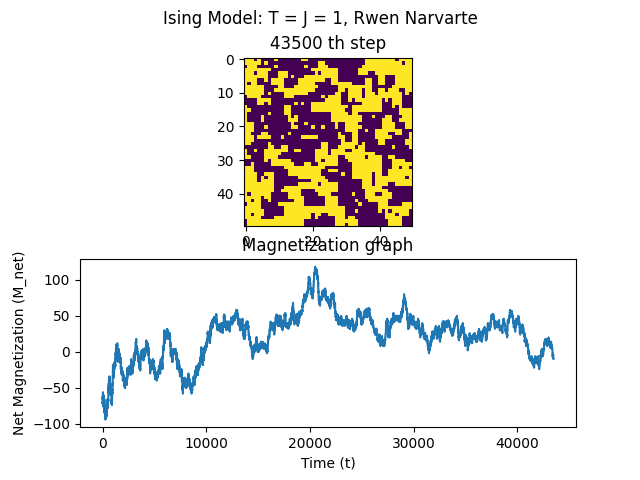 Ising Model: T = J = 1, Rwen Narvarte
43500 th step
0
10
20
30
40
0 20 40
Magnetization graph
Net Magnetization (M_net)
100
50
0
−50
−100
0 10000 20000 30000 40000
Time (t)